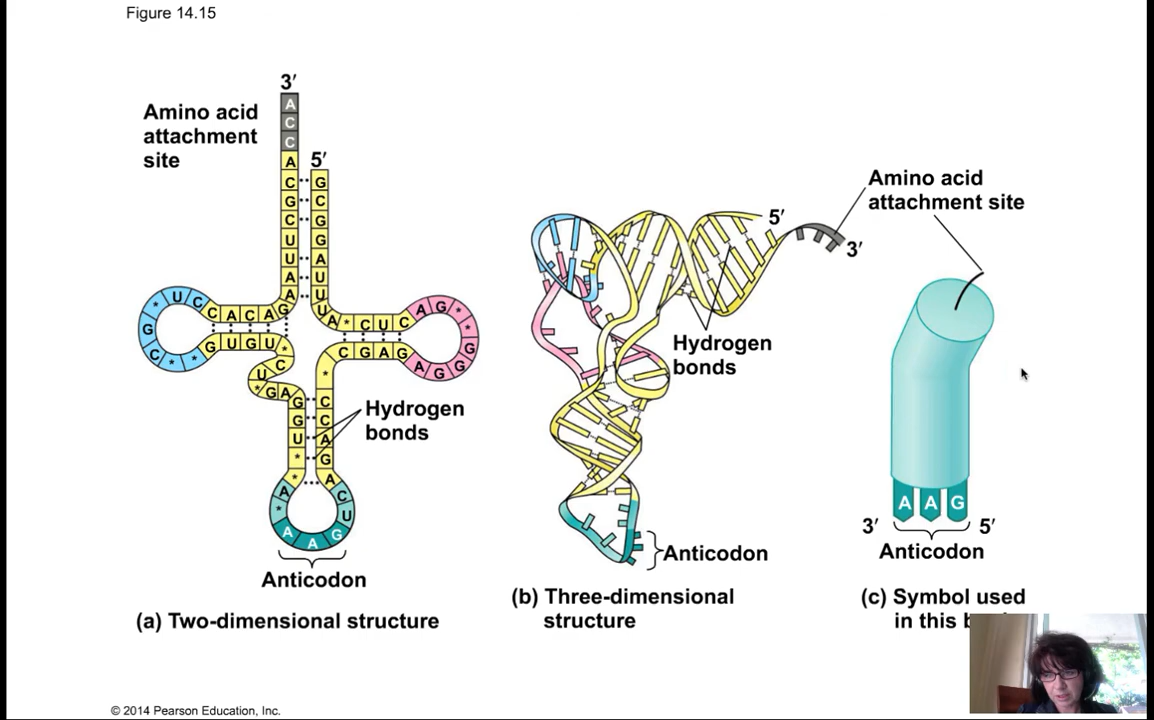 Figure 14.15
3′
Amino acid
attachment
site
A
C
C
A
C
G
C
U
U
A
A
G
5′
G
C
G
G
A
U
U
U
A * C U C
A G * * G
G G A
C G A G
C A C A G
C U * G C * *
G U G U *
C
U
* G A G
G
U
*
*
*
C
C
A
G
A
C
U
G
A
A
*
A
Hydrogen
bonds
Anticodon
(a) Two-dimensional structure
5′
3′
Amino acid
attachment site
Hydrogen
bonds
Anticodon
(b) Three-dimensional
structure
A A G
3′ 5′
Anticodon
(c) Symbol used
in this
© 2014 Pearson Education, Inc.